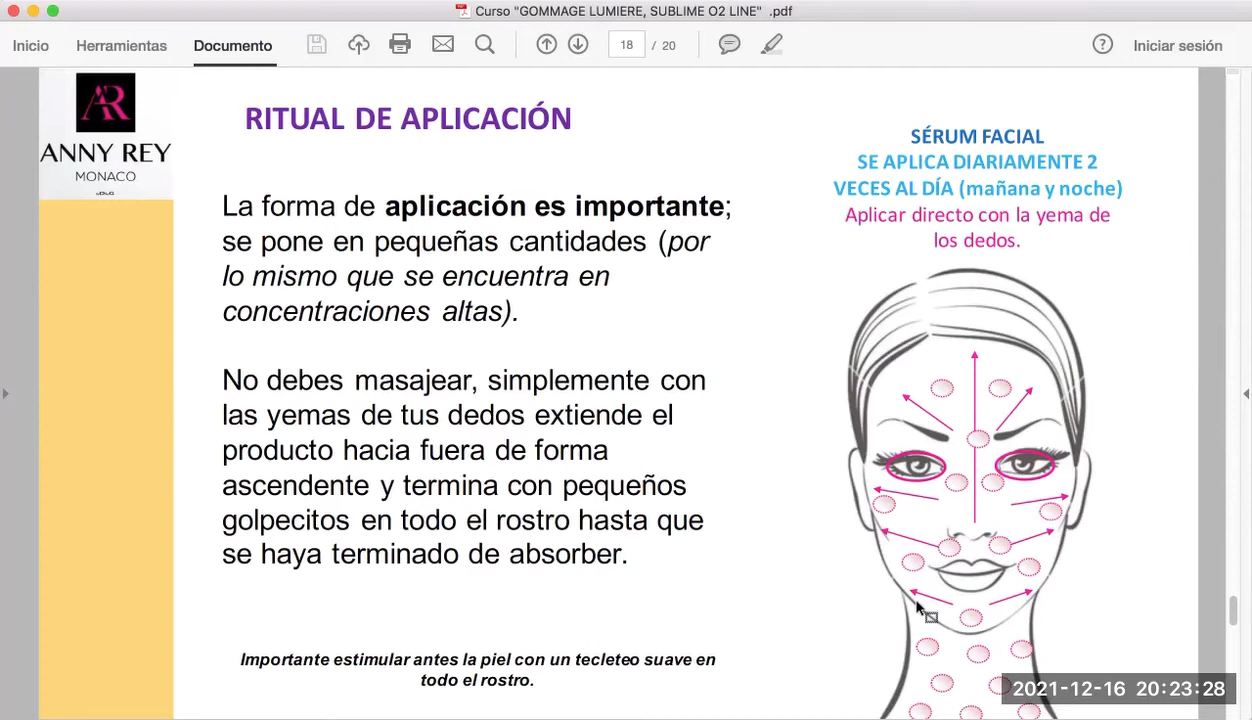 Curso "GOMMAGE LUMIERE, SUBLIME O2 LINE" .pdf
Inicio Herramientas Documento 18 / 20 Iniciar sesión
AR
ANNY REY
MONACO
RITUAL DE APLICACIÓN
La forma de aplicación es importante;
se pone en pequeñas cantidades (por
lo mismo que se encuentra en
concentraciones altas).
No debes masajear, simplemente con
las yemas de tus dedos extiende el
producto hacia fuera de forma
ascendente y termina con pequeños
golpecitos en todo el rostro hasta que
se haya terminado de absorber.
Importante estimular antes la piel con un tecleteo suave en
todo el rostro.
SÉRUM FACIAL
SE APLICA DIARIAMENTE 2
VECES AL DÍA (mañana y noche)
Aplicar directo con la yema de
los dedos.
2021-12-16 20:23:28